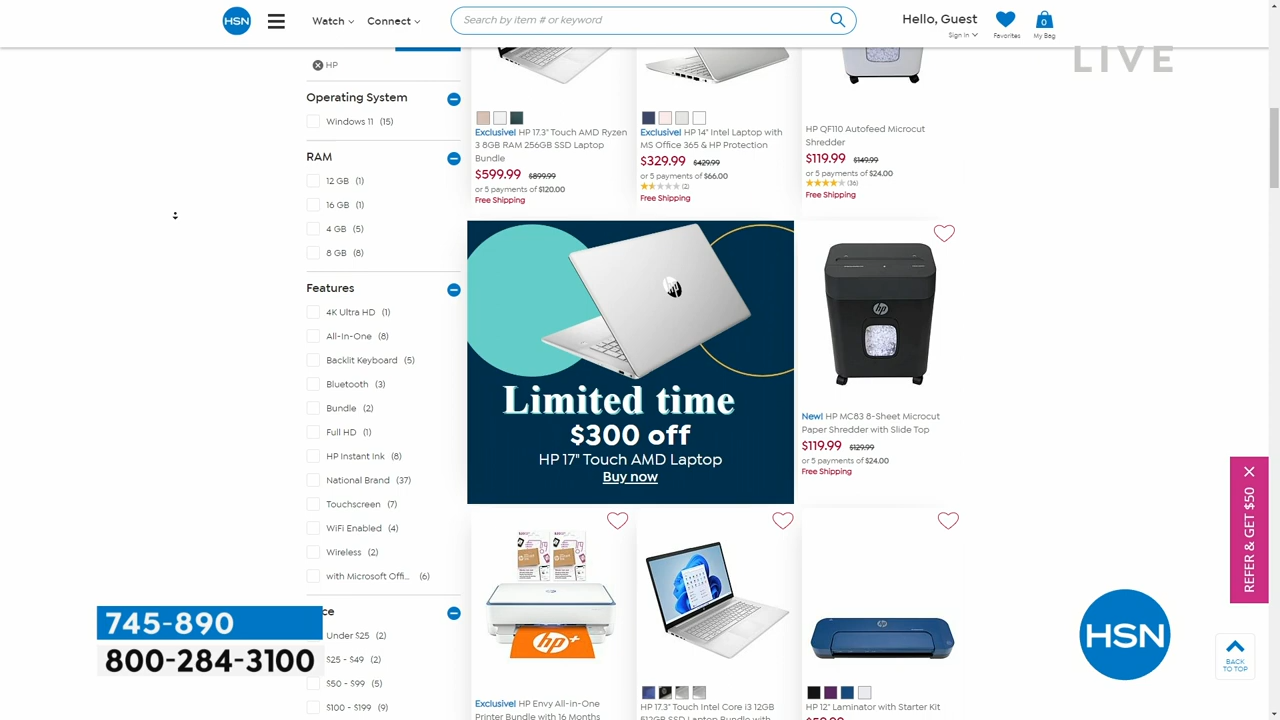 HSN
Watch
Connect
Search by item # or keyword
Hello, Guest
Sign In
Favorites
0
My Bag
LIVE
HP
Operating System
Windows 11 (15)
RAM
12 GB (1)
16 GB (1)
4 GB (5)
8 GB (8)
Features
4K Ultra HD (1)
All-In-One (8)
Backlit Keyboard (5)
Bluetooth (3)
Bundle (2)
Full HD (1)
HP Instant Ink (8)
National Brand (37)
Touchscreen (7)
WiFi Enabled (4)
Wireless (2)
with Microsoft Offi... (6)
ce
Under $25 (2)
$25 - $49 (2)
$50 - $99 (5)
$100 - $199 (9)
Exclusive! HP 17.3" Touch AMD Ryzen
3 8GB RAM 256GB SSD Laptop
Bundle
$599.99 $899.99
or 5 payments of $120.00
Free Shipping
Exclusive! HP 14" Intel Laptop with
MS Office 365 & HP Protection
$329.99 $429.99
or 5 payments of $66.00
(2)
Free Shipping
HP QF110 Autofeed Microcut
Shredder
$119.99 $149.99
or 5 payments of $24.00
(36)
Free Shipping
hp
Limited time
$300 off
HP 17" Touch AMD Laptop
Buy now
hp
New! HP MC83 8-Sheet Microcut
Paper Shredder with Slide Top
$119.99 $129.99
or 5 payments of $24.00
Free Shipping
hp+
Exclusive! HP Envy All-in-One
Printer Bundle with 16 Months
HP 17.3" Touch Intel Core i3 12GB
512GB SSD Laptop Bundle with
hp
HP 12" Laminator with Starter Kit
REFER & GET $50
745-890
800-284-3100
HSN
BACK
TO TOP